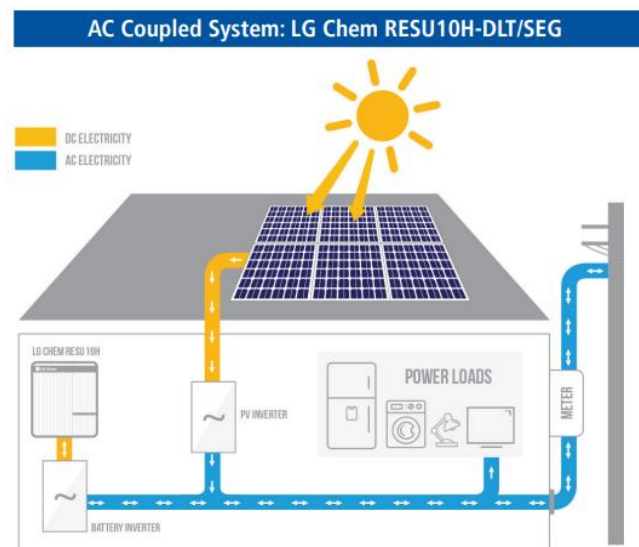 AC Coupled System: LG Chem RESU10H-DLT/SEG
DC ELECTRICITY
AC ELECTRICITY
LG CHEM RESU 10H
PV INVERTER
POWER LOADS
METER
BATTERY INVERTER